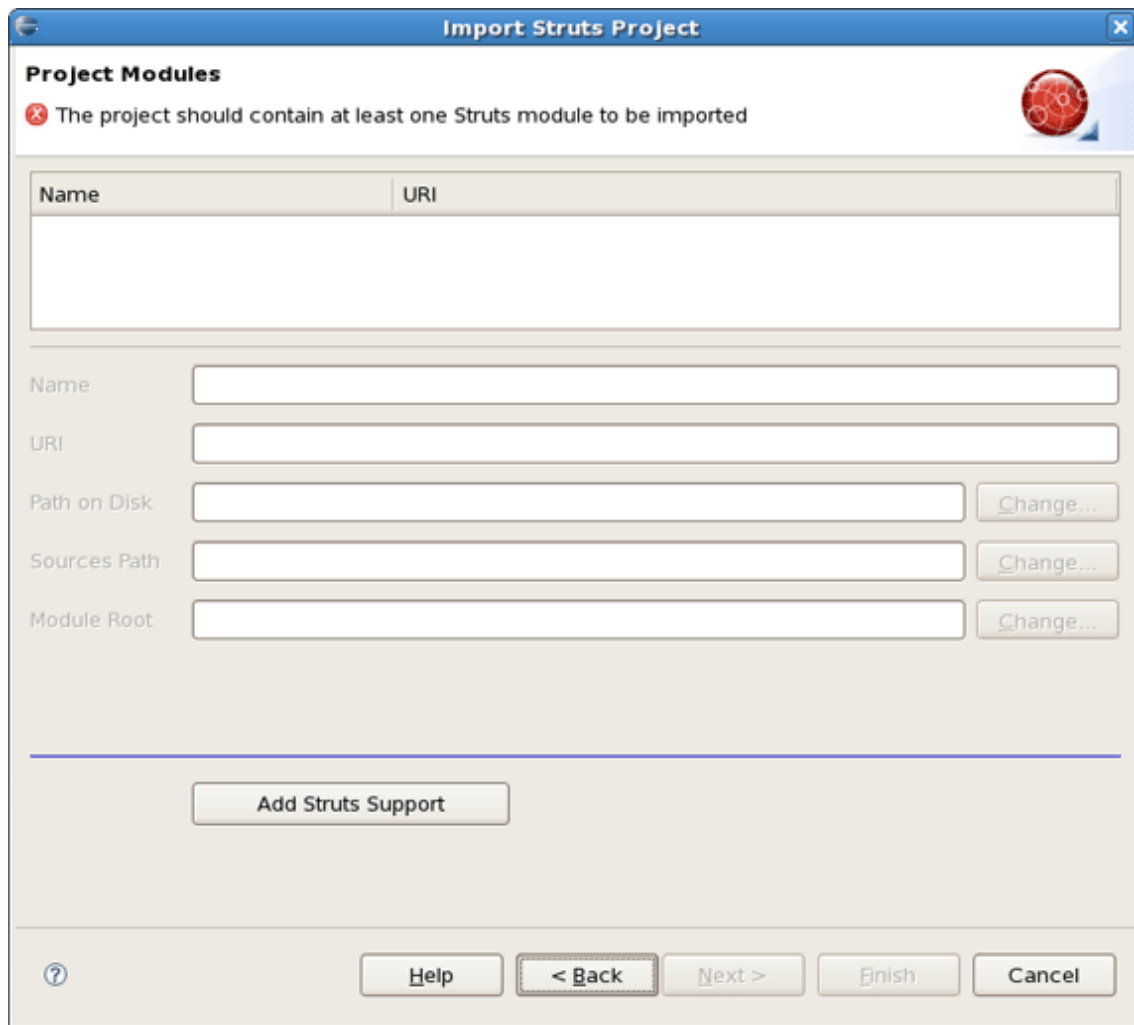 Import Struts Project
Project Modules
The project should contain at least one Struts module to be imported
Name URI
Name
URI
Path on Disk Change...
Sources Path Change...
Module Root Change...
Add Struts Support
? Help < Back Next > Finish Cancel